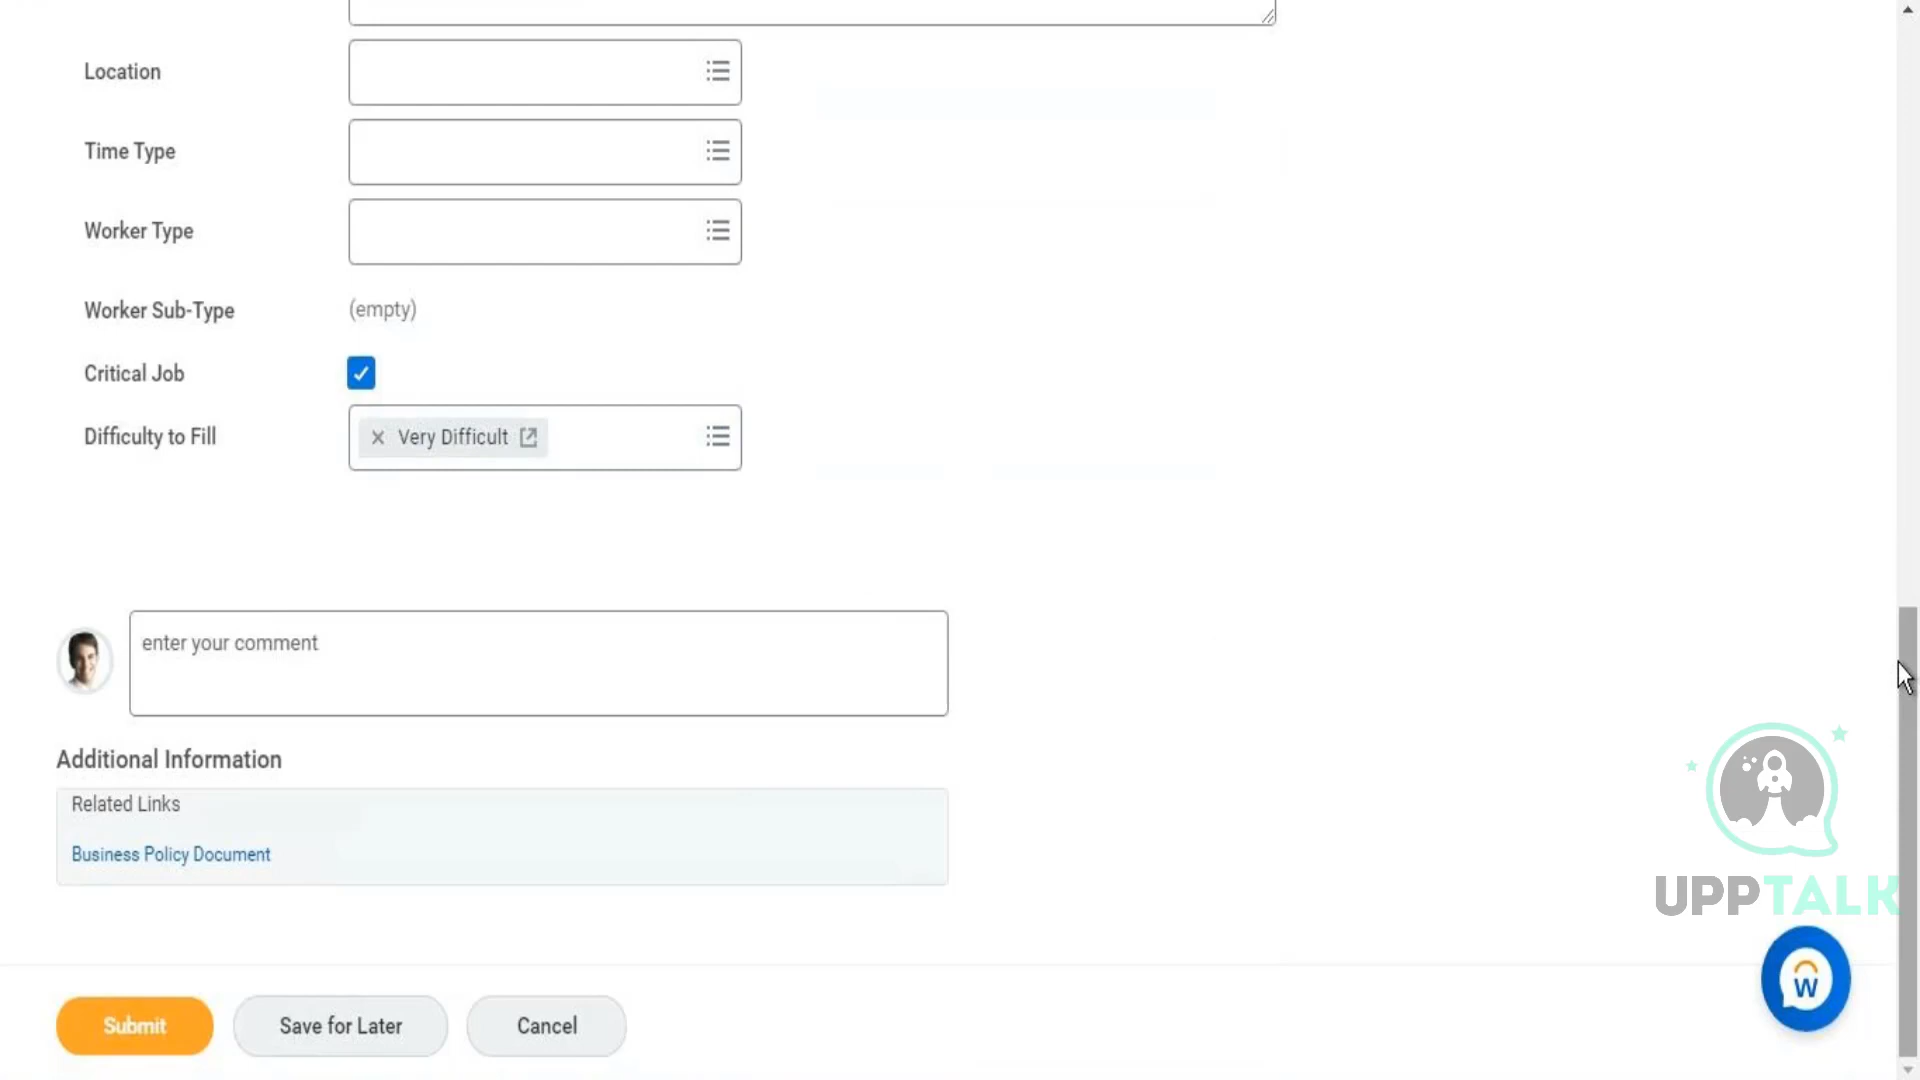 Location
Time Type
Worker Type
Worker Sub-Type (empty)
Critical Job
Difficulty to Fill × Very Difficult
enter your comment
Additional Information
Related Links
Business Policy Document
UPPTALK
W
Submit Save for Later Cancel